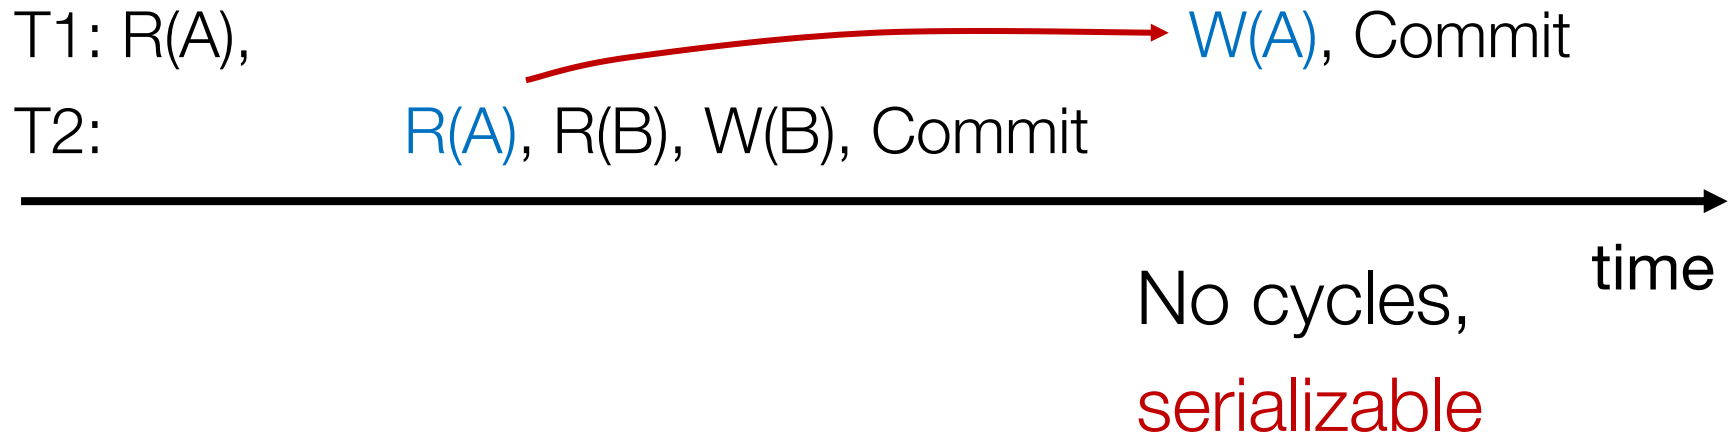 T1: R(A), W(A), Commit
T2: R(A), R(B), W(B), Commit
time
No cycles,
serializable